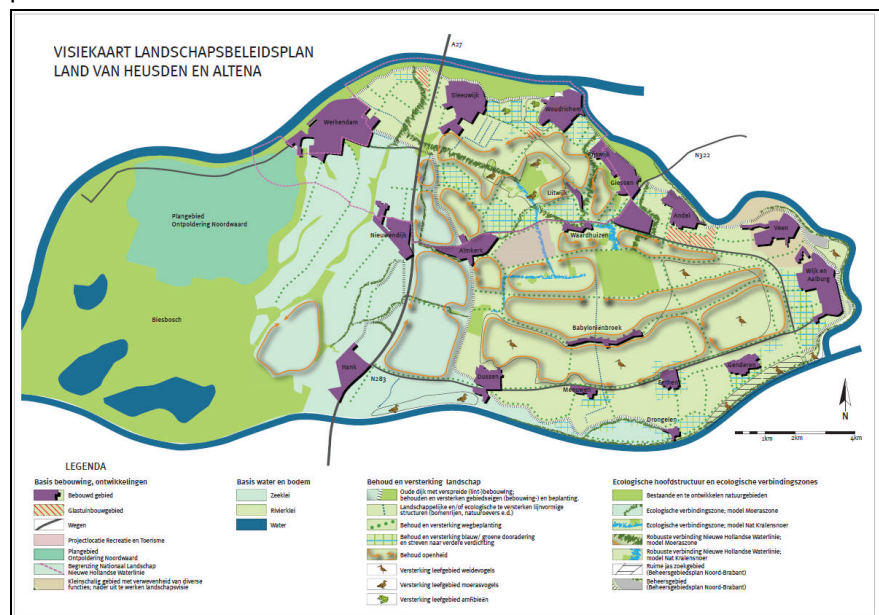 VISIEKAART LANDSCHAPSBELEIDSPLAN
LAND VAN HEUSDEN EN ALTENA
A27
Sleeuwijk
Woudrichem
Werkendam
N322
Rijswijk
Giessen
Uitwijk
Andel
Plangebied
Ontpoldering Noordwaard
Nieuwendijk
Waardhuizen
Veen
Almkerk
Wijk en
Aalburg
Biesbosch
Babyloniënbroek
Hank
N283
Dussen
Meeuwen
Eethen
Genderen
Drongelen
N
1km
2km
4km
LEGENDA
Basis bebouwing, ontwikkelingen
Bebouwd gebied
Glastuinbouwgebied
Wegen
Projectlocatie Recreatie en Toerisme
Plangebied
Ontpoldering Noordwaard
Begrenzing Nationaal Landschap
Nieuwe Hollandse Waterlinie
Kleinschalig gebied met verwevenheid van diverse
functies; nader uit te werken landschapsvisie
Basis water en bodem
Zeeklei
Rivierklei
Water
Behoud en versterking landschap
Oude dijk met verspreide (lint-)bebouwing;
behouden en versterken gebiedseigen (bebouwing-) en beplanting.
Landschappelijke en/of ecologische te versterken lijnvormige
structuren (bomenrijen, natuuroevers e.d.)
Behoud en versterking wegbeplanting
Behoud en versterking blauw/ groene dooradering
en streven naar verdere verdichting
Behoud openheid
Versterking leefgebied weidevogels
Versterking leefgebied moerasvogels
Versterking leefgebied amfibieën
Ecologische hoofdstructuur en ecologische verbindingszones
Bestaande en te ontwikkelen natuurgebieden
Ecologische verbindingszone; model Moeraszone
Ecologische verbindingszone; model Nat Kralensnoer
Robuuste verbinding Nieuwe Hollandse Waterlinie;
model Moeraszone
Robuuste verbinding Nieuwe Hollandse Waterlinie;
model Nat Kralensnoer
Ruime jas zoekgebied
(Beheersgebiedsplan Noord-Brabant)
Beheersgebied
(Beheersgebiedsplan Noord-Brabant)